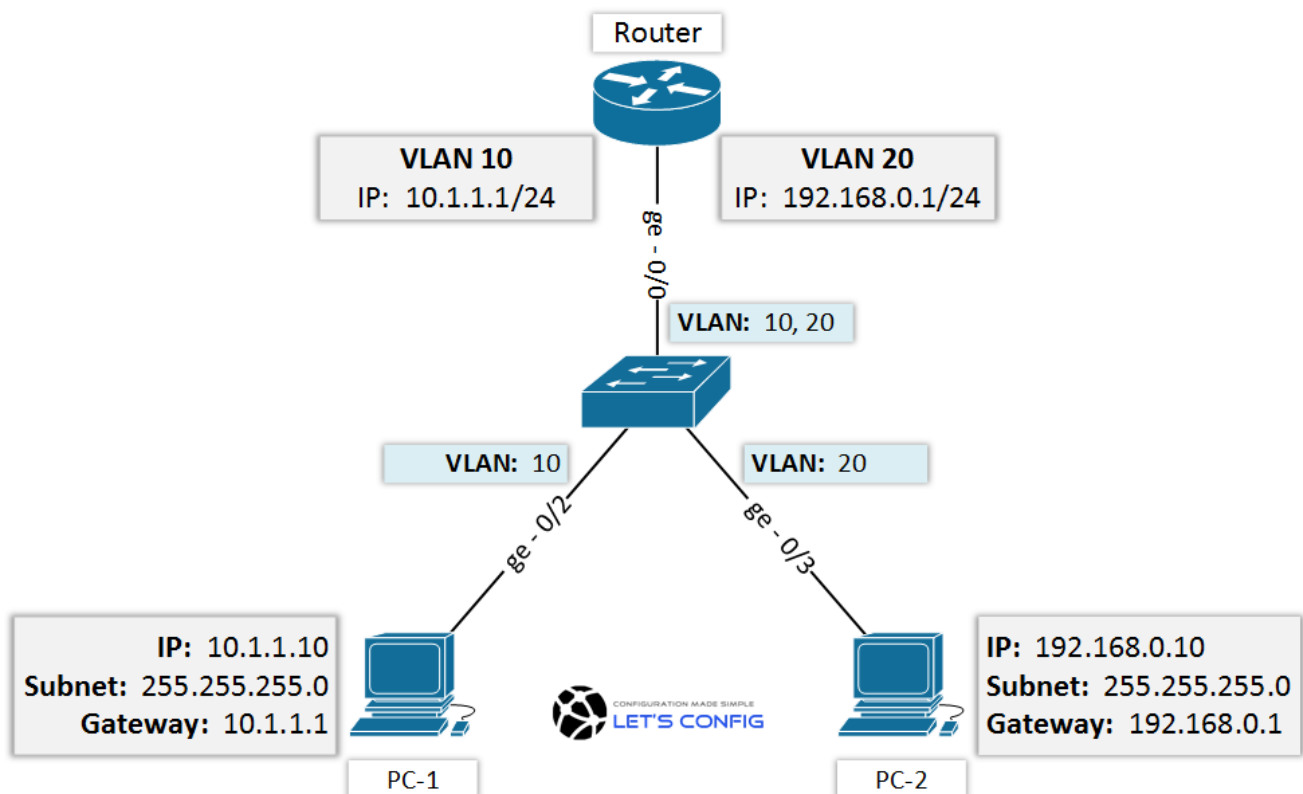 Router
VLAN 10
IP: 10.1.1.1/24
VLAN 20
IP: 192.168.0.1/24
ge - 0/0
VLAN: 10, 20
VLAN: 10
VLAN: 20
ge - 0/2
ge - 0/3
IP: 10.1.1.10
Subnet: 255.255.255.0
Gateway: 10.1.1.1
PC-1
CONFIGURATION MADE SIMPLE
LET'S CONFIG
IP: 192.168.0.10
Subnet: 255.255.255.0
Gateway: 192.168.0.1
PC-2